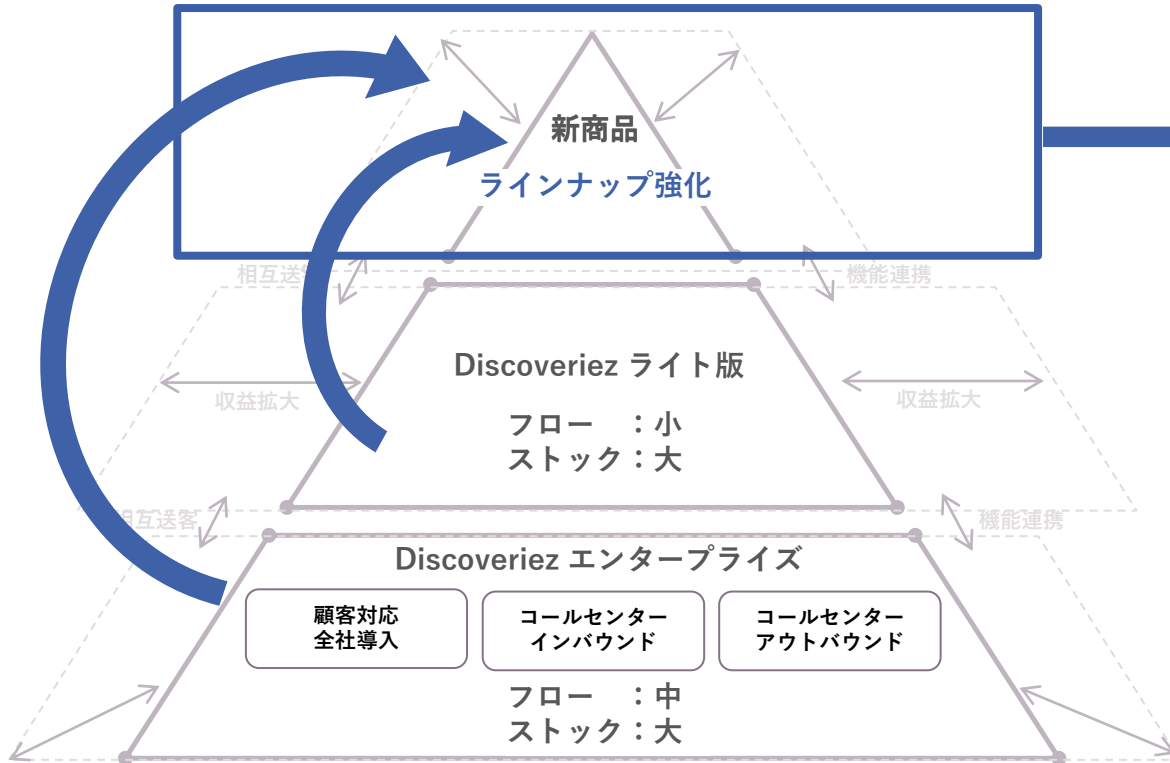 新商品
ラインナップ強化
相互送客
機能連携
Discoveriez ライト版
収益拡大
収益拡大
フロー　：小
ストック：大
相互送客
機能連携
Discoveriez エンタープライズ
顧客対応
全社導入
コールセンター
インバウンド
コールセンター
アウトバウンド
フロー　：中
ストック：大